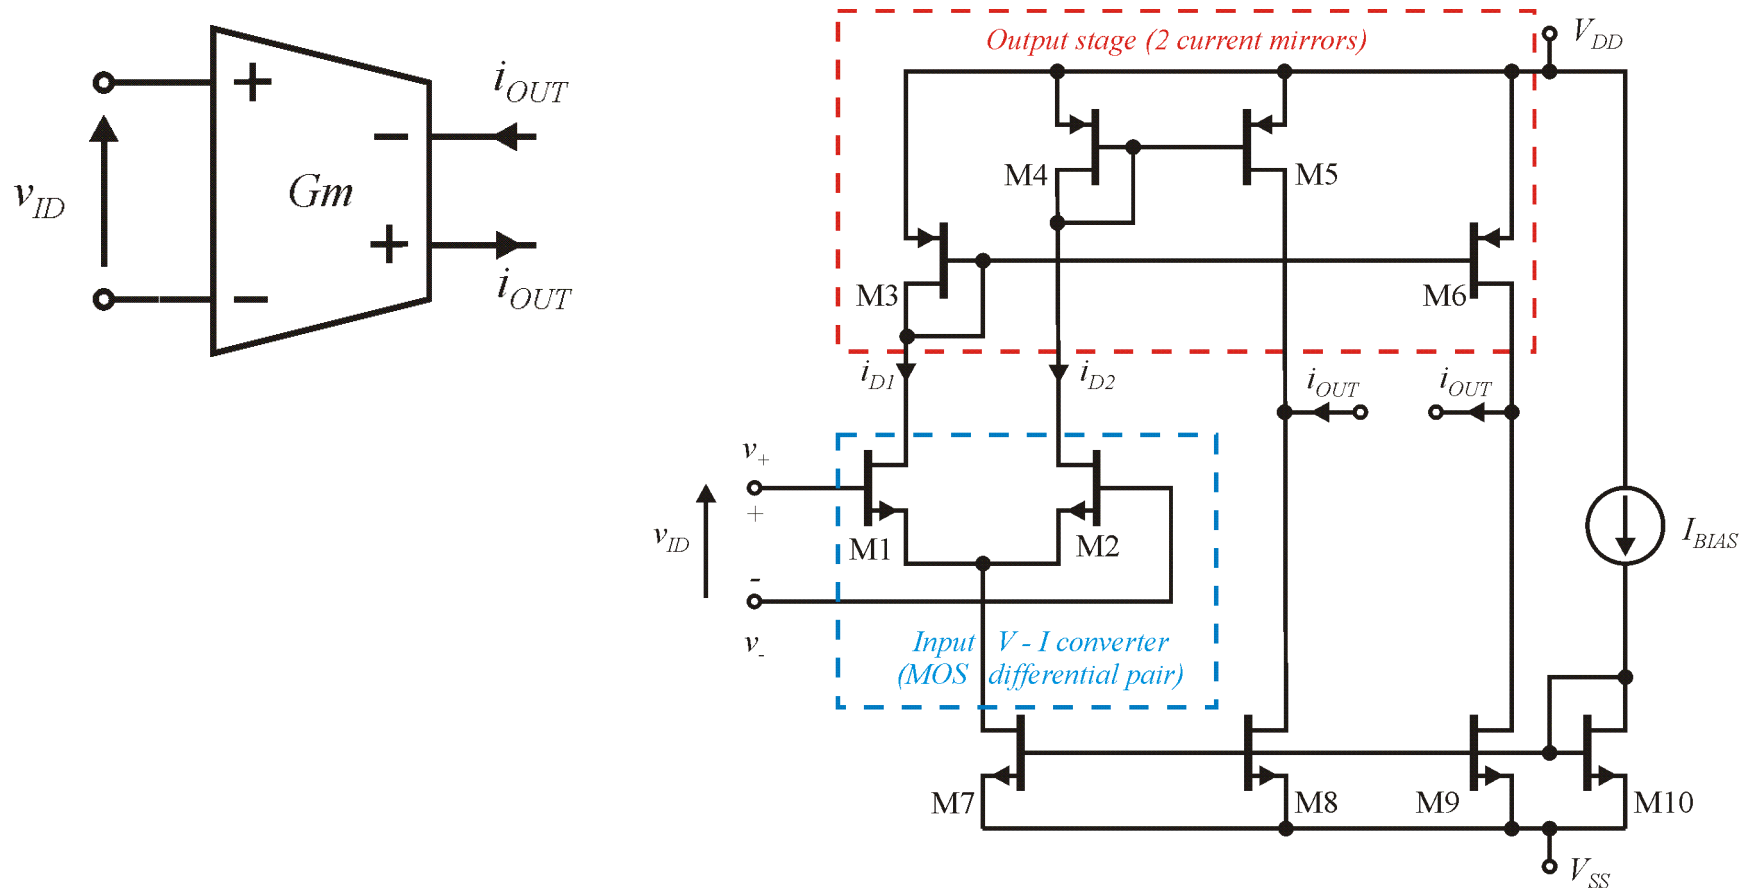 +
i_OUT
−
v_ID
Gm
+
i_OUT
−
Output stage (2 current mirrors)
V_DD
M4
M5
M3
M6
i_D1
i_D2
i_OUT
i_OUT
v_+
+
v_ID
M1
M2
I_BIAS
-
v_-
Input V - I converter
(MOS differential pair)
M7
M8
M9
M10
V_SS